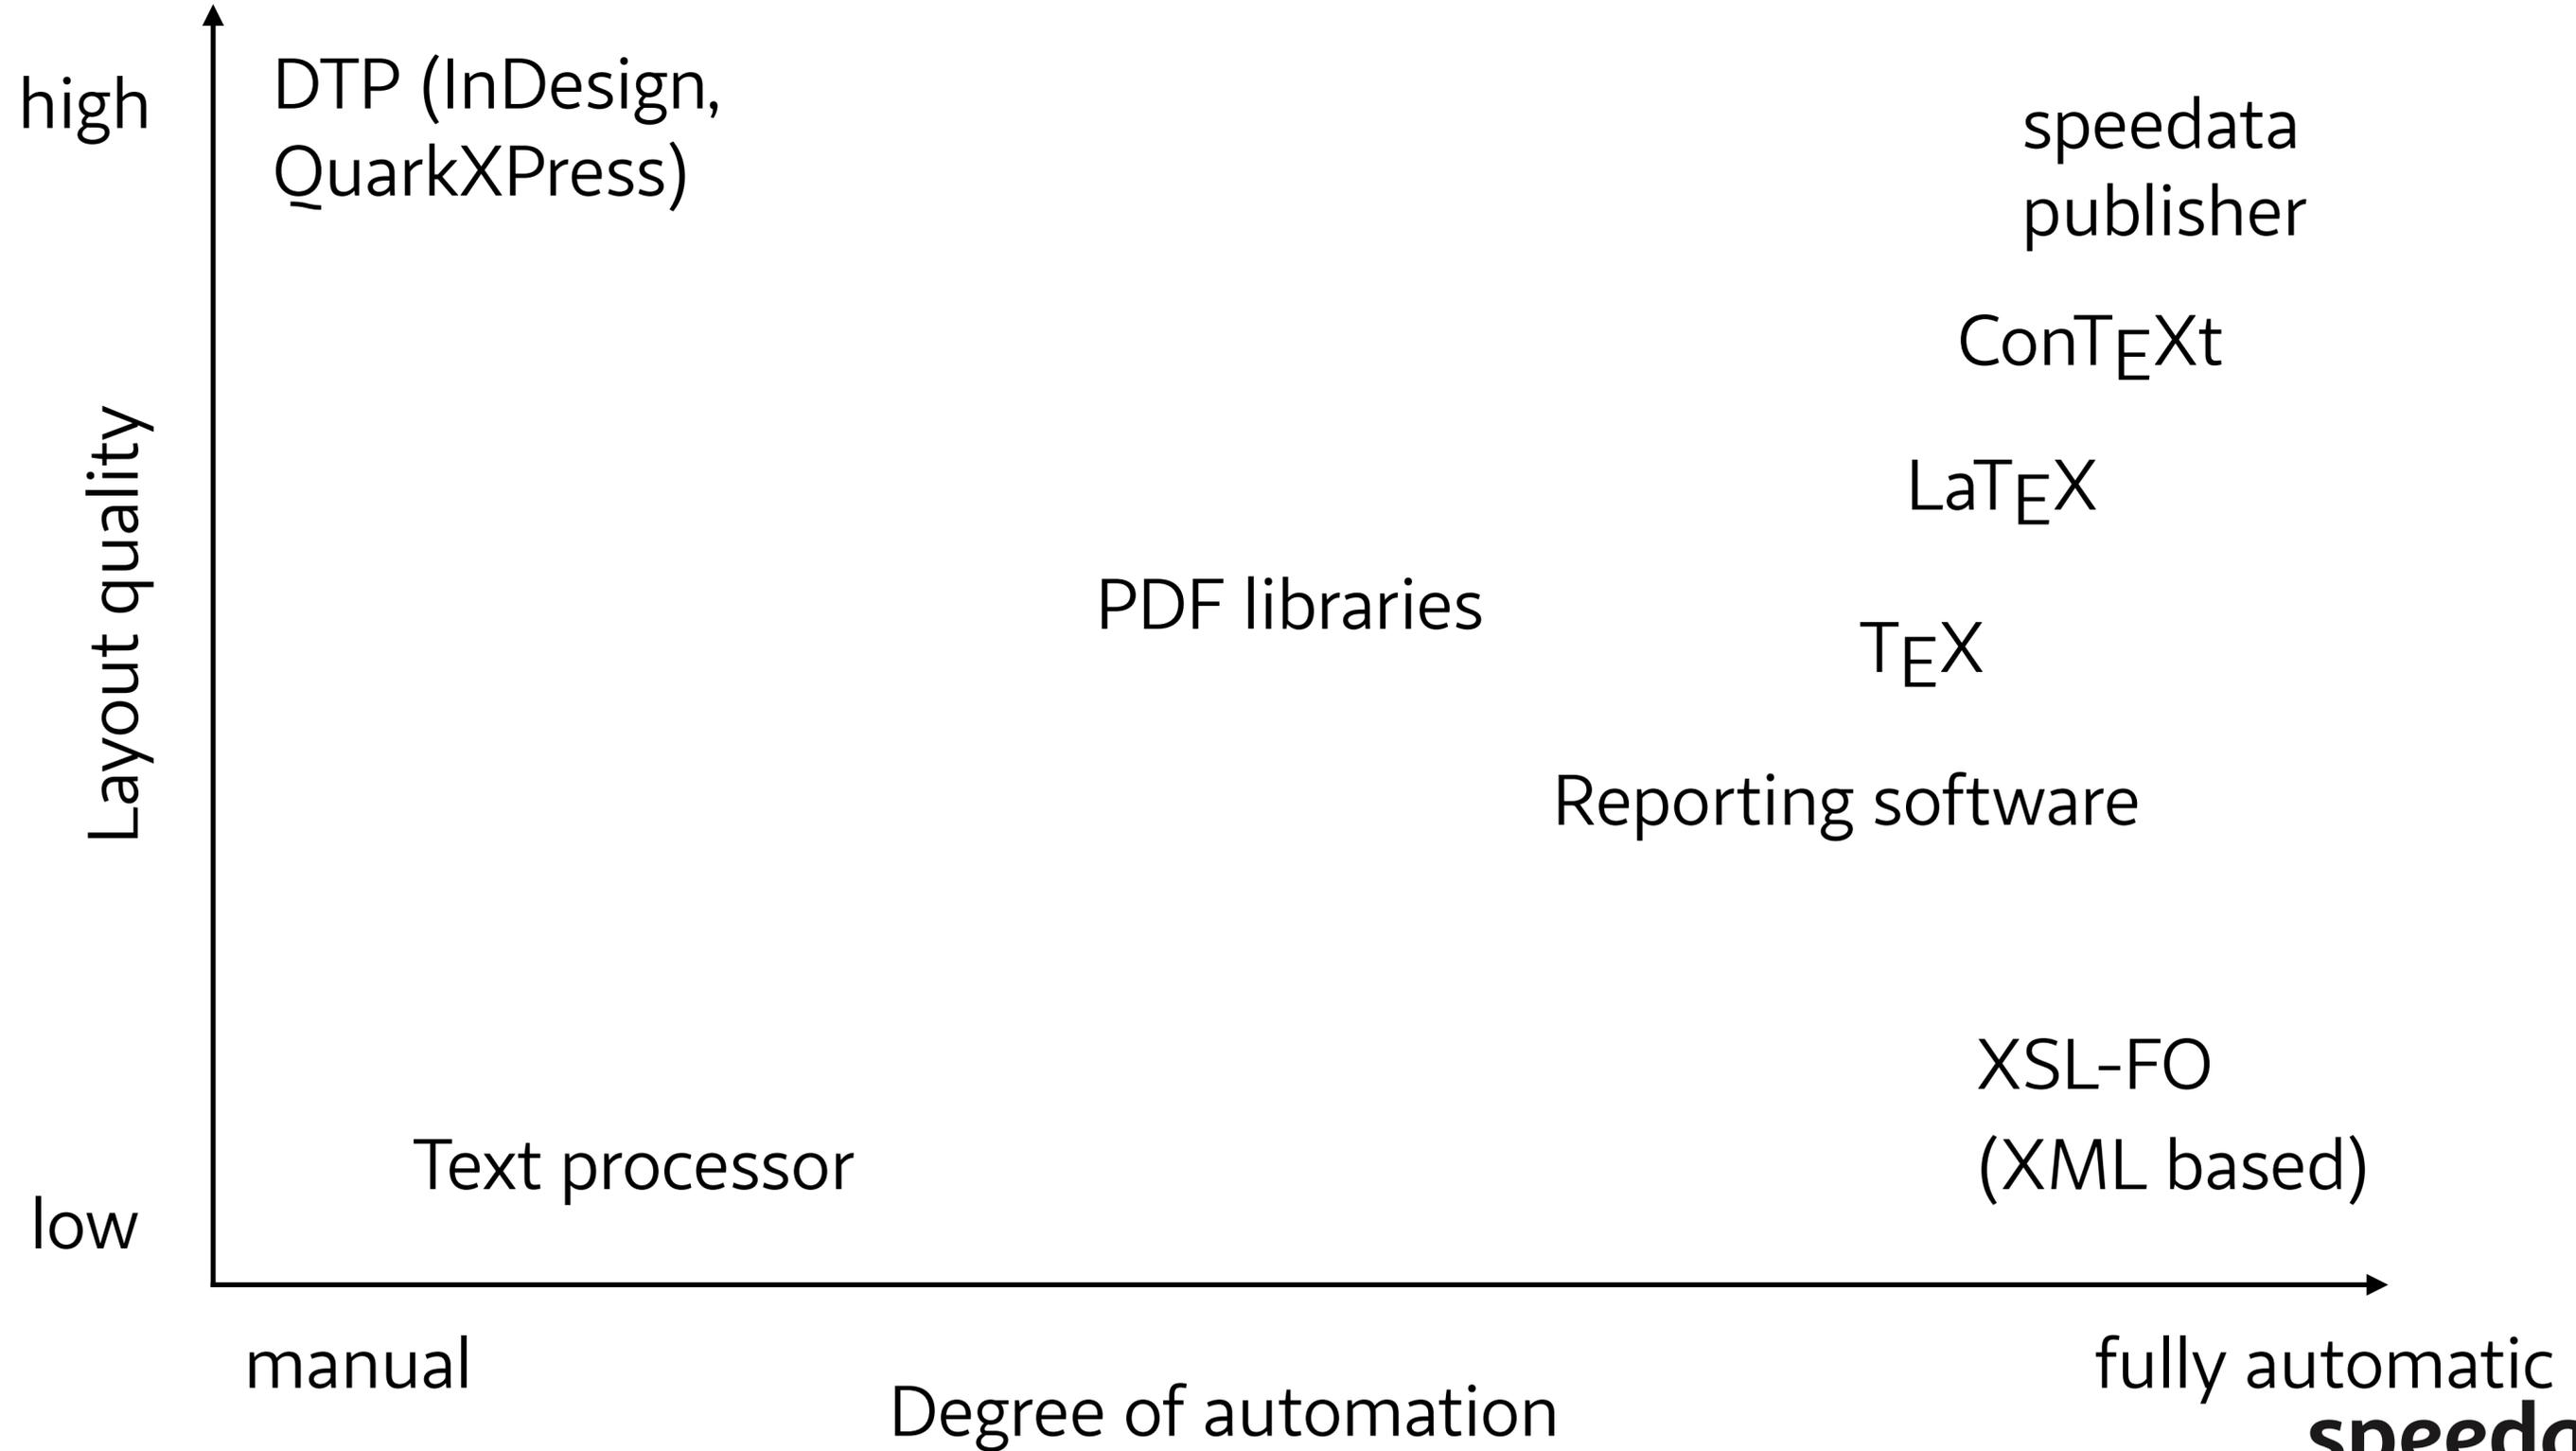 high
DTP (InDesign,
QuarkXPress)
speedata
publisher
ConTEXt
LaTEX
Layout quality
PDF libraries
TEX
Reporting software
XSL-FO
(XML based)
Text processor
low
manual
fully automatic
Degree of automation